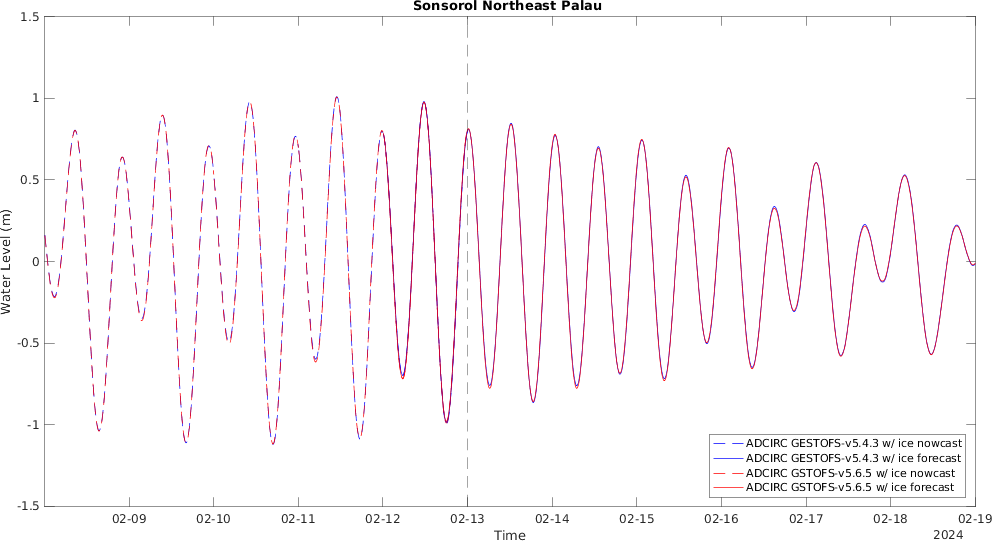 Sonsorol Northeast Palau
1.5
1
0.5
0
-0.5
-1
-1.5
Water Level (m)
ADCIRC GESTOFS-v5.4.3 w/ ice nowcast
ADCIRC GESTOFS-v5.4.3 w/ ice forecast
ADCIRC GSTOFS-v5.6.5 w/ ice nowcast
ADCIRC GSTOFS-v5.6.5 w/ ice forecast
02-09 02-10 02-11 02-12 02-13 02-14 02-15 02-16 02-17 02-18 02-19
Time
2024